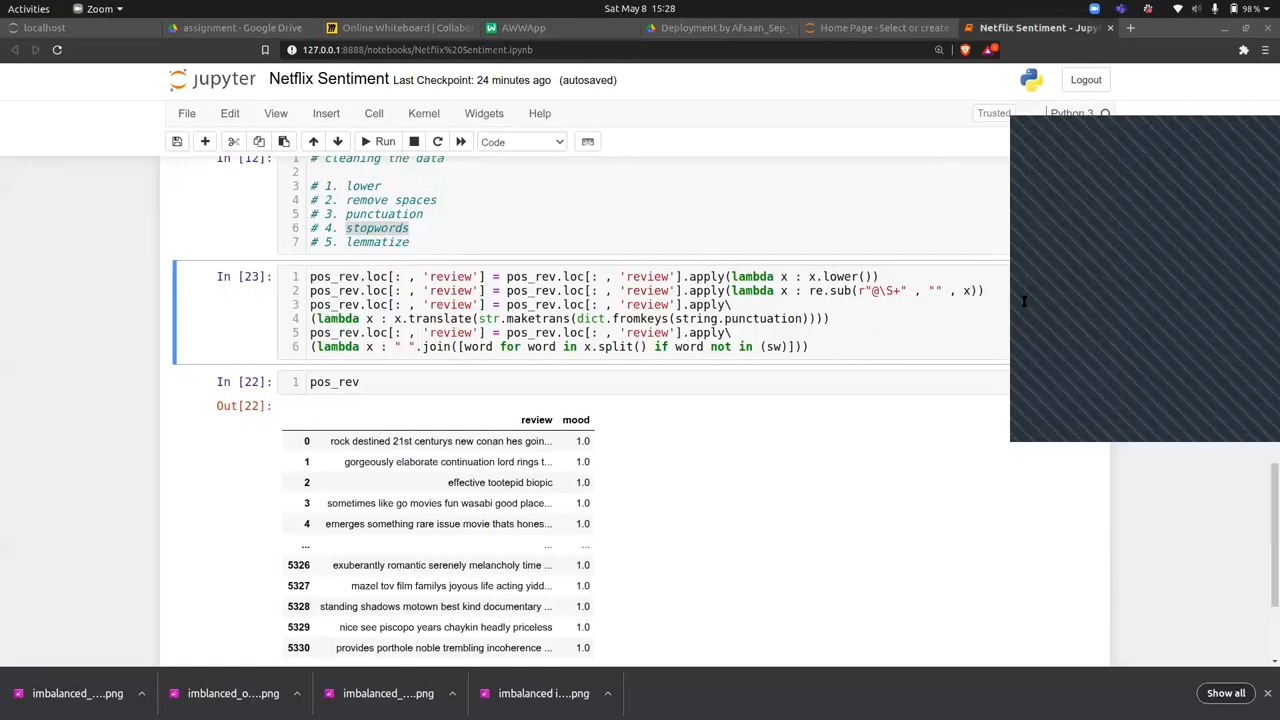 Activities Zoom Sat May 8 15:28 98%
localhost assignment - Google Drive Online Whiteboard | Collabo AWWApp Deployment by Afsaan_Sep_ Home Page - Select or create Netflix Sentiment - Jupy
127.0.0.1:8888/notebooks/Netflix%20Sentiment.ipynb
jupyter Netflix Sentiment Last Checkpoint: 24 minutes ago (autosaved) Logout
File Edit View Insert Cell Kernel Widgets Help Trusted Python 3
Run Code
In [12]: 1 # cleaning the data
2
3 # 1. lower
4 # 2. remove spaces
5 # 3. punctuation
6 # 4. stopwords
7 # 5. lemmatize
In [23]: 1 pos_rev.loc[: , 'review'] = pos_rev.loc[: , 'review'].apply(lambda x : x.lower())
2 pos_rev.loc[: , 'review'] = pos_rev.loc[: , 'review'].apply(lambda x : re.sub(r"@\S+" , "" , x))
3 pos_rev.loc[: , 'review'] = pos_rev.loc[: , 'review'].apply\
4 (lambda x : x.translate(str.maketrans(dict.fromkeys(string.punctuation))))
5 pos_rev.loc[: , 'review'] = pos_rev.loc[: , 'review'].apply\
6 (lambda x : " ".join([word for word in x.split() if word not in (sw)]))
In [22]: 1 pos_rev
Out[22]:
review mood
0 rock destined 21st centurys new conan hes goin... 1.0
1 gorgeously elaborate continuation lord rings t... 1.0
2 effective tootepid biopic 1.0
3 sometimes like go movies fun wasabi good place... 1.0
4 emerges something rare issue movie thats hones... 1.0
... ... ...
5326 exuberantly romantic serenely melancholy time ... 1.0
5327 mazel tov film familys joyous life acting yidd... 1.0
5328 standing shadows motown best kind documentary ... 1.0
5329 nice see piscopo years chaykin headly priceless 1.0
5330 provides porthole noble trembling incoherence ... 1.0
imbalanced_....png imblanced_o....png imbalanced_....png imbalanced i....png Show all